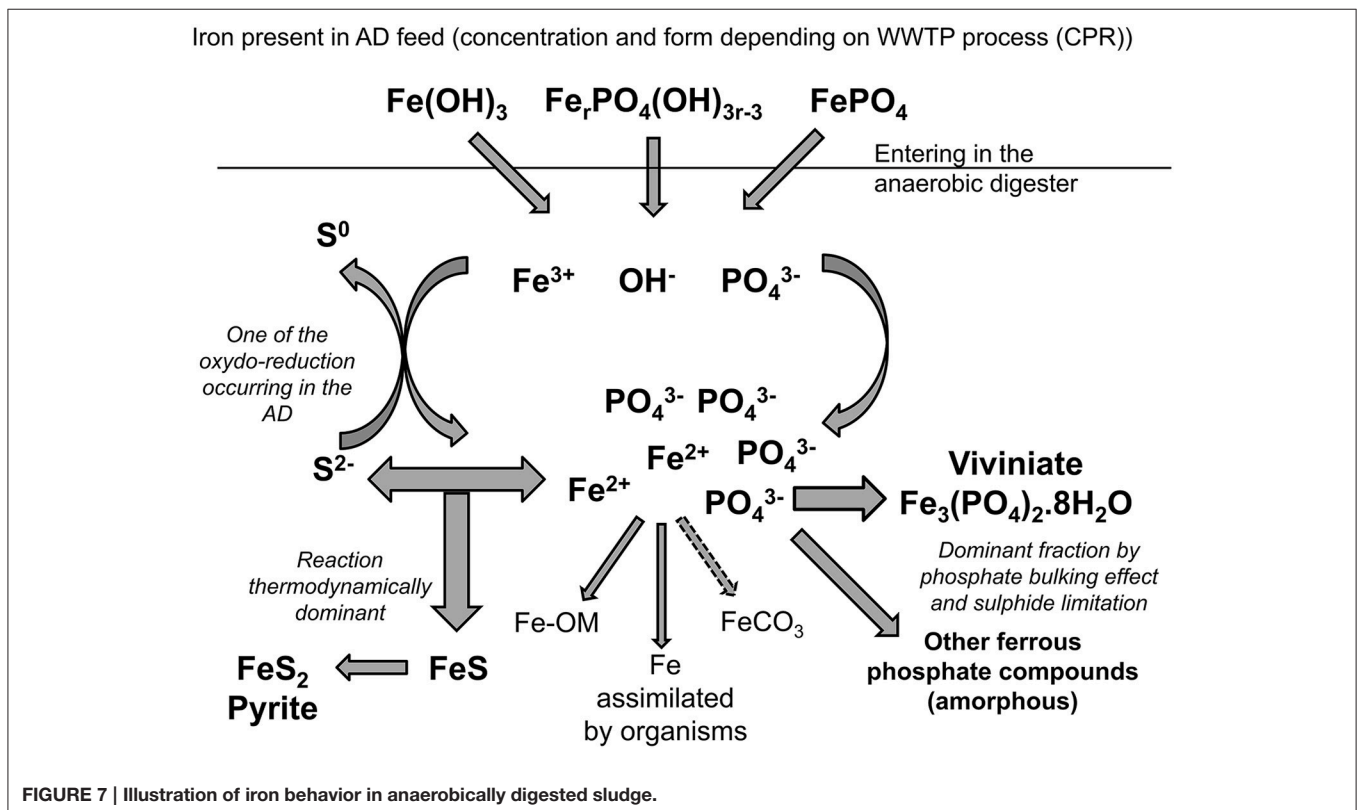 Iron present in AD feed (concentration and form depending on WWTP process (CPR))
Fe(OH)₃ FeᵣPO₄(OH)₃ᵣ₋₃ FePO₄
Entering in the
anaerobic digester
S⁰
Fe³⁺ OH⁻ PO₄³⁻
One of the
oxydo-reduction
occurring in the
AD
PO₄³⁻ PO₄³⁻
Fe²⁺ PO₄³⁻
S²⁻
Fe²⁺ PO₄³⁻
Viviniate
Fe₃(PO₄)₂.8H₂O
Reaction
thermodynamically
dominant
Dominant fraction by
phosphate bulking effect
and sulphide limitation
Fe-OM
FeCO₃
Fe
assimilated
by organisms
Other ferrous
phosphate compounds
(amorphous)
FeS₂
Pyrite
FeS
FIGURE 7 | Illustration of iron behavior in anaerobically digested sludge.